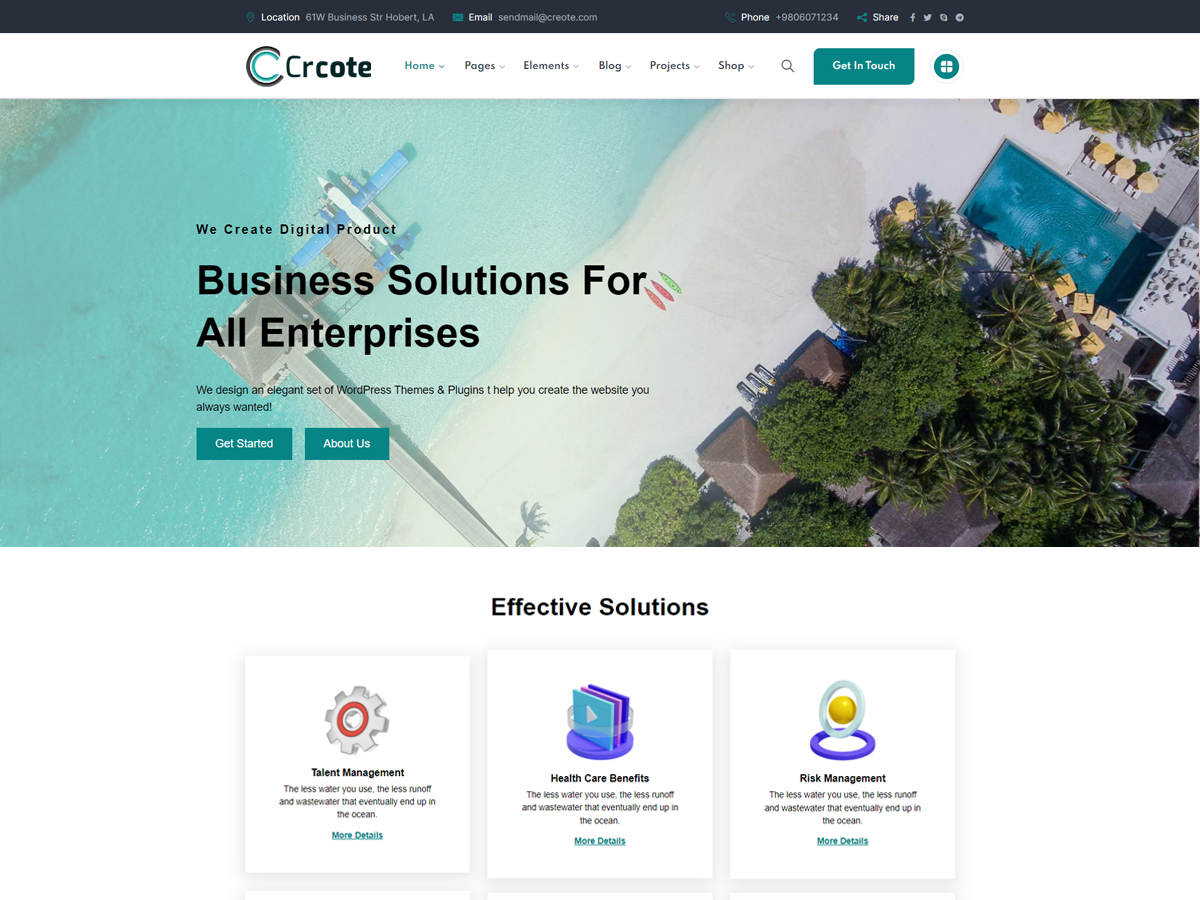 Location 61W Business Str Hobert, LA Email sendmail@creote.com Phone +9806071234 Share
Crcote Home Pages Elements Blog Projects Shop Get In Touch
We Create Digital Product
Business Solutions For
All Enterprises
We design an elegant set of WordPress Themes & Plugins t help you create the website you
always wanted!
Get Started About Us
Effective Solutions
Talent Management
The less water you use, the less runoff
and wastewater that eventually end up in
the ocean.
More Details
Health Care Benefits
The less water you use, the less runoff
and wastewater that eventually end up in
the ocean.
More Details
Risk Management
The less water you use, the less runoff
and wastewater that eventually end up in
the ocean.
More Details